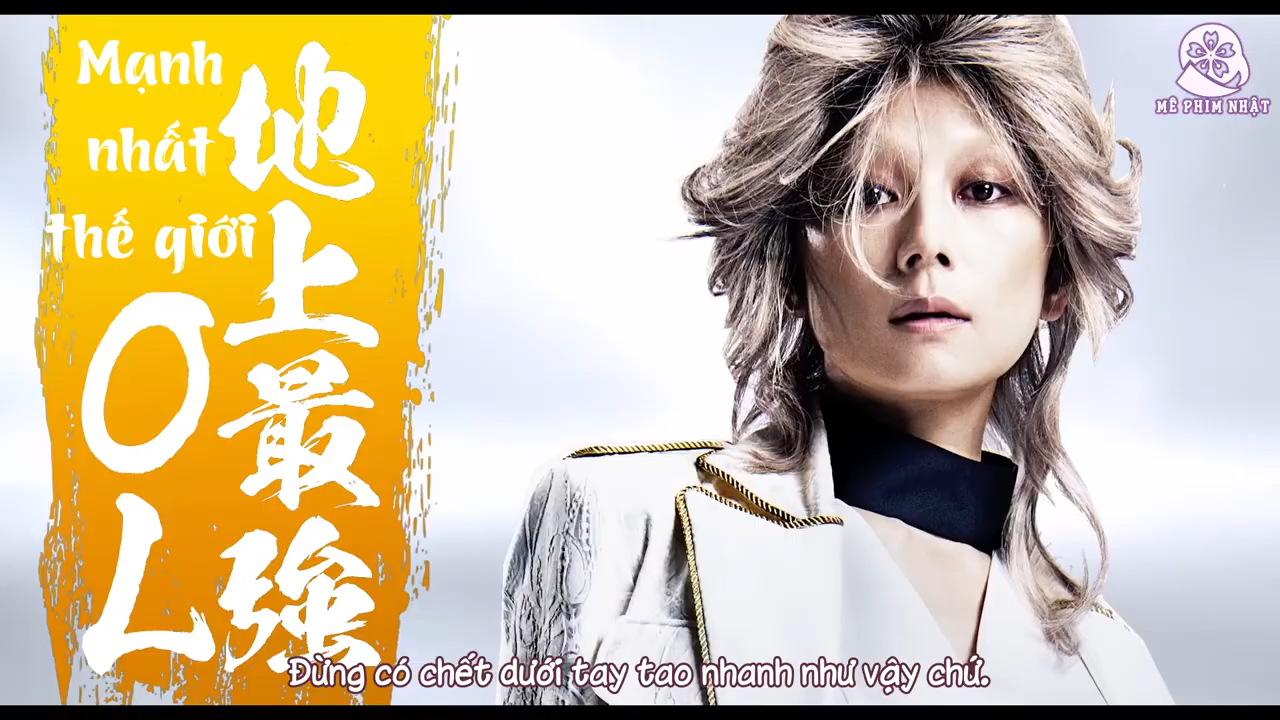 Mạnh
nhất
thế giới
地上最強
OL
MÊ PHIM NHẬT
Đừng có chết dưới tay tao nhanh như vậy chứ.